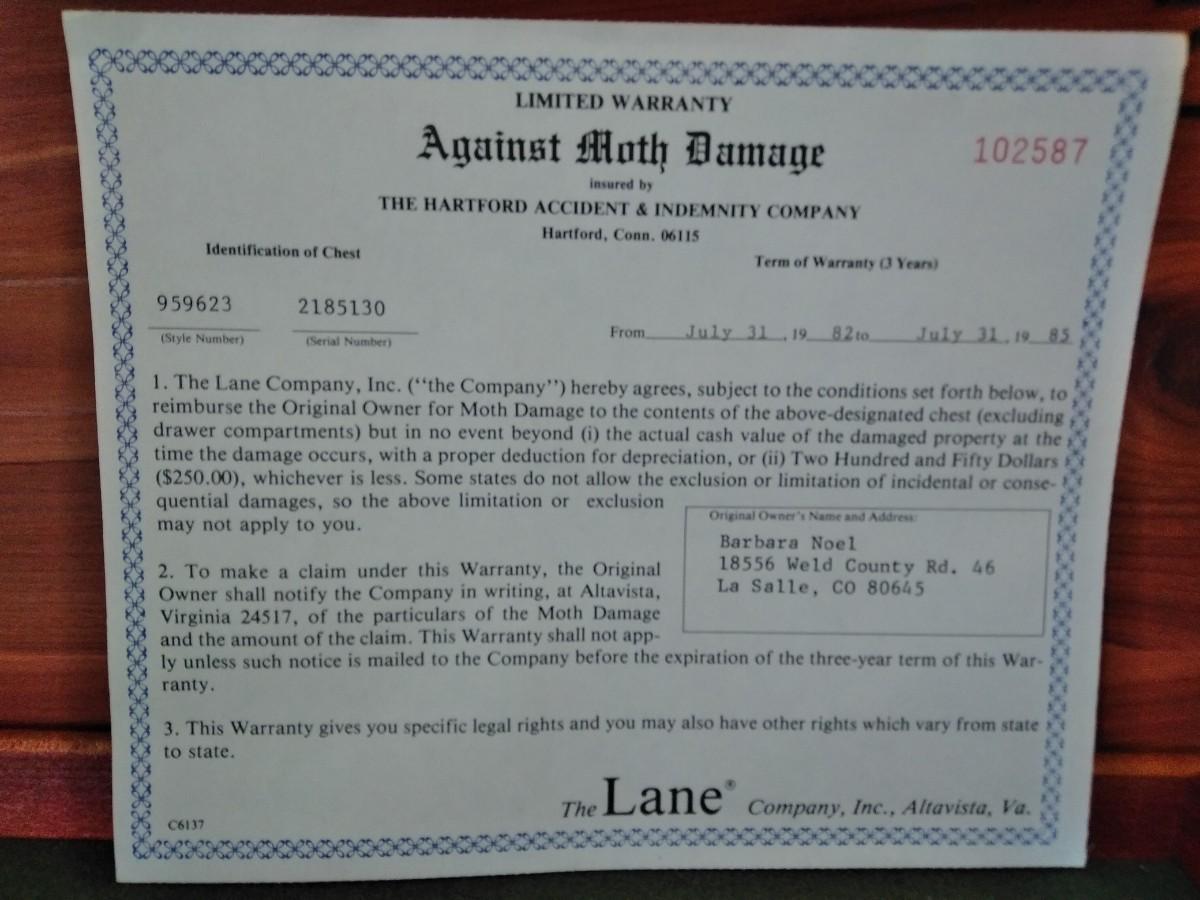 LIMITED WARRANTY
Against Moth Damage
102587
insured by
THE HARTFORD ACCIDENT & INDEMNITY COMPANY
Hartford, Conn. 06115
Identification of Chest
Term of Warranty (3 Years)
959623 2185130
(Style Number) (Serial Number)
From July 31, 19 82 to July 31, 19 85
1. The Lane Company, Inc. (“the Company”) hereby agrees, subject to the conditions set forth below, to
reimburse the Original Owner for Moth Damage to the contents of the above-designated chest (excluding
drawer compartments) but in no event beyond (i) the actual cash value of the damaged property at the
time the damage occurs, with a proper deduction for depreciation, or (ii) Two Hundred and Fifty Dollars
($250.00), whichever is less. Some states do not allow the exclusion or limitation of incidental or conse-
quential damages, so the above limitation or exclusion
may not apply to you.
Original Owner's Name and Address:
Barbara Noel
18556 Weld County Rd. 46
La Salle, CO 80645
2. To make a claim under this Warranty, the Original
Owner shall notify the Company in writing, at Altavista,
Virginia 24517, of the particulars of the Moth Damage
and the amount of the claim. This Warranty shall not app-
ly unless such notice is mailed to the Company before the expiration of the three-year term of this War-
ranty.
3. This Warranty gives you specific legal rights and you may also have other rights which vary from state
to state.
The Lane® Company, Inc., Altavista, Va.
C6137